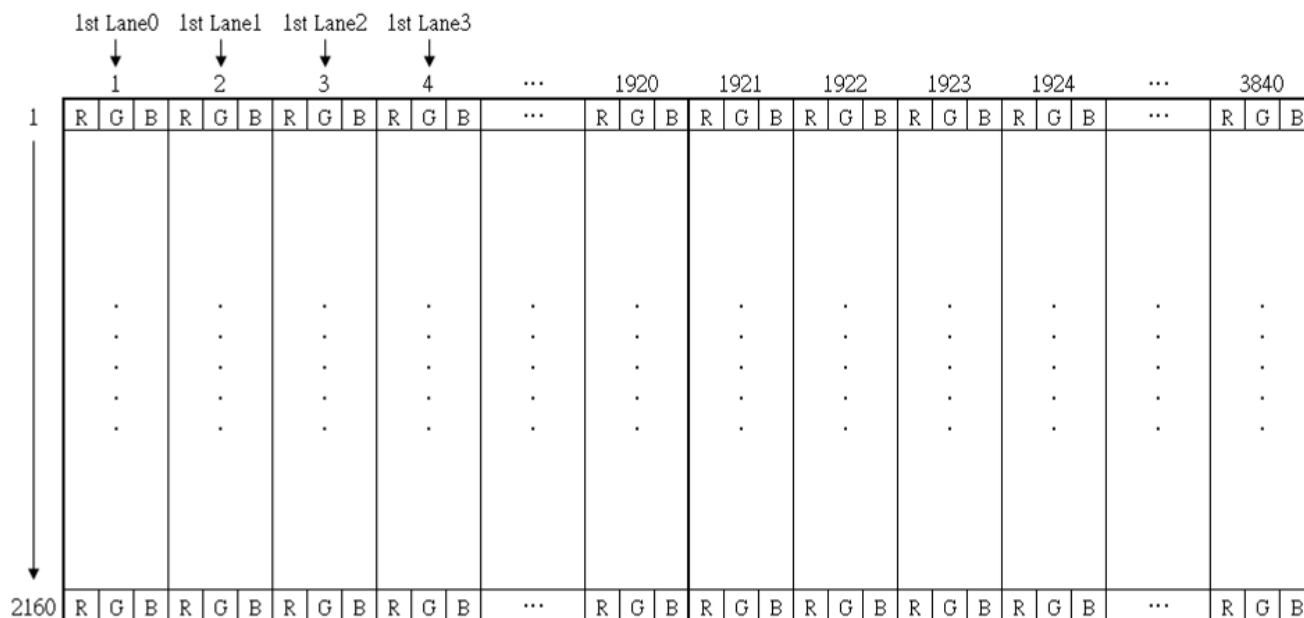 1st Lane0 1st Lane1 1st Lane2 1st Lane3
1 2 3 4 ... 1920 1921 1922 1923 1924 ... 3840
1 R G B R G B R G B R G B ... R G B R G B R G B R G B R G B ... R G B
. . . . . . . . . . . .
. . . . . . . . . . . .
. . . . . . . . . . . .
. . . . . . . . . . . .
. . . . . . . . . . . .
2160 R G B R G B R G B R G B ... R G B R G B R G B R G B R G B ... R G B